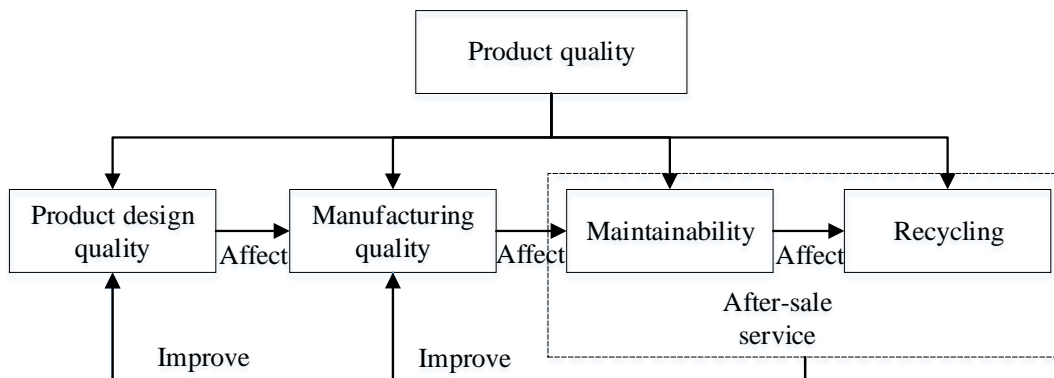 Product quality
Product design
quality
Affect
Manufacturing
quality
Affect
Maintainability
Affect
Recycling
After-sale
service
Improve
Improve